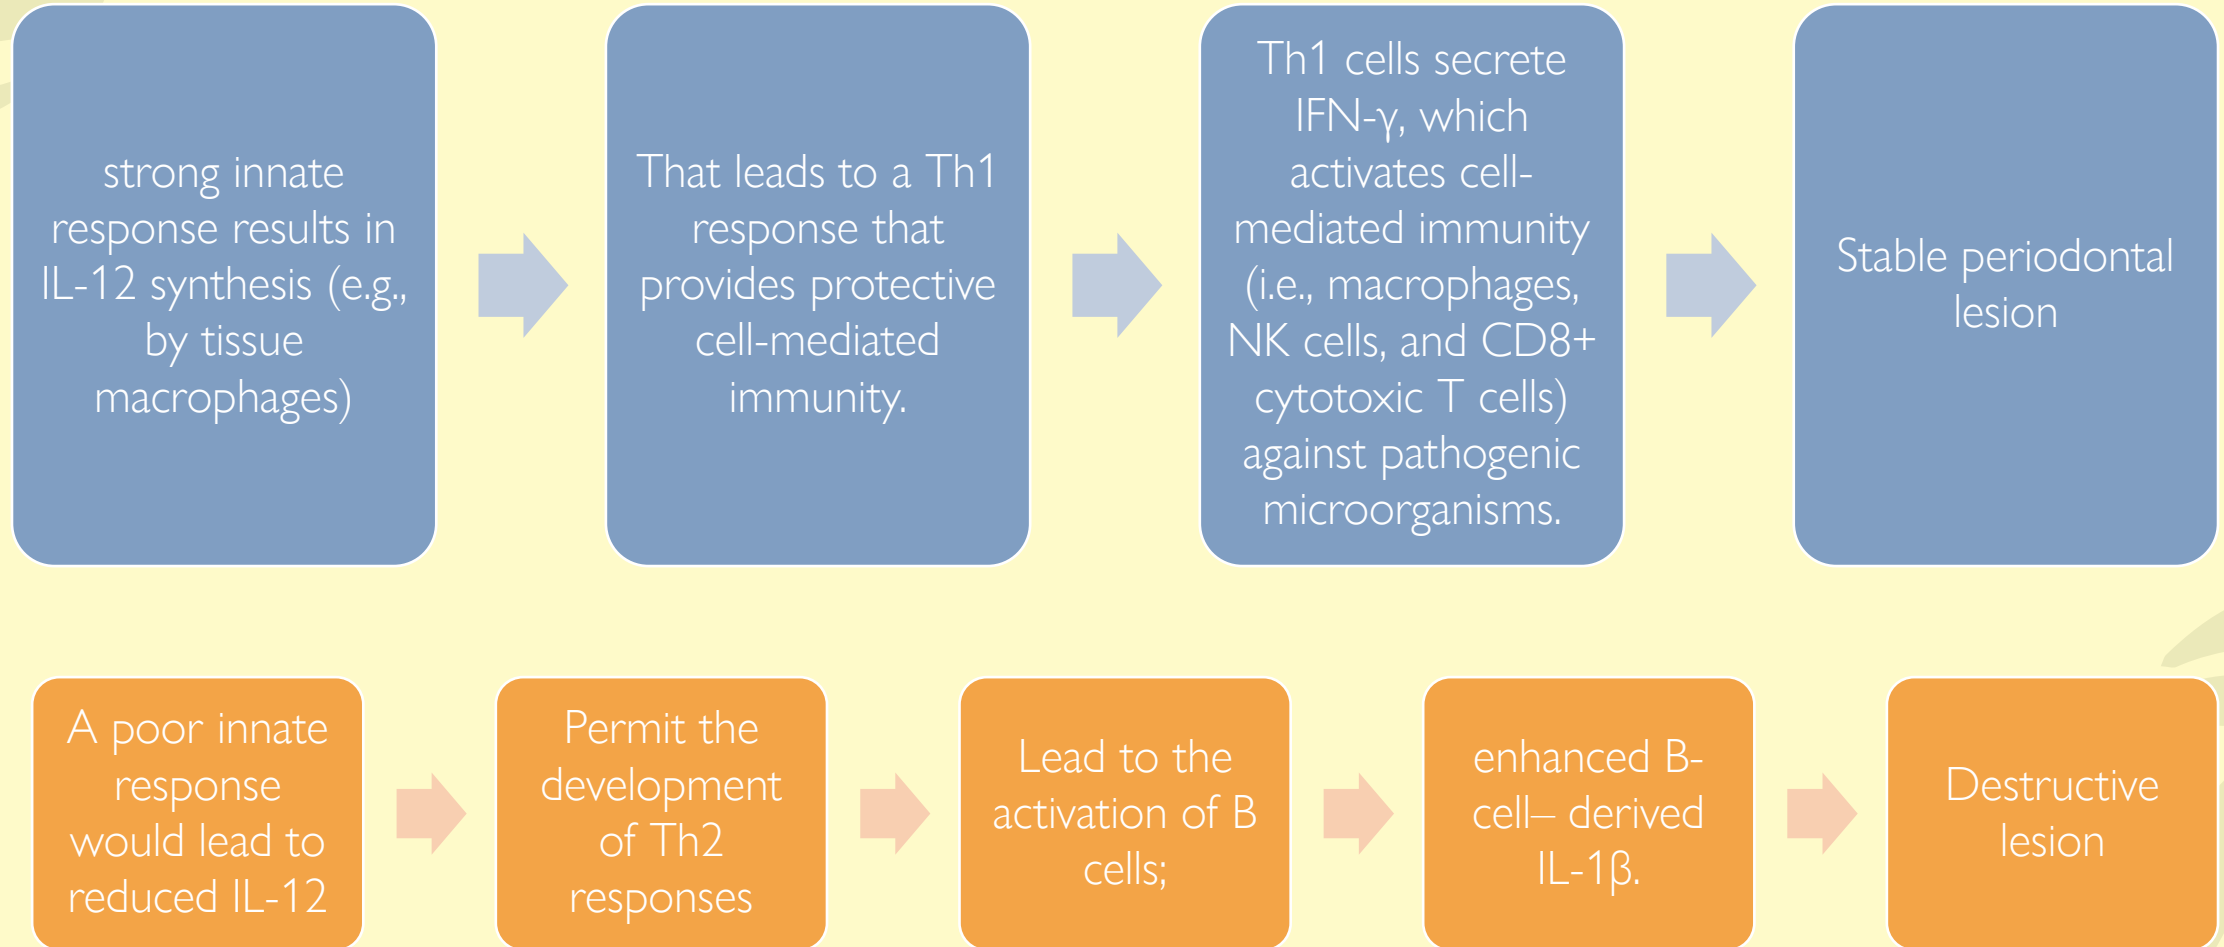 strong innate
response results in
IL-12 synthesis (e.g.,
by tissue
macrophages)
That leads to a Th1
response that
provides protective
cell-mediated
immunity.
Th1 cells secrete
IFN-γ, which
activates cell-
mediated immunity
(i.e., macrophages,
NK cells, and CD8+
cytotoxic T cells)
against pathogenic
microorganisms.
Stable periodontal
lesion
A poor innate
response
would lead to
reduced IL-12
Permit the
development
of Th2
responses
Lead to the
activation of B
cells;
enhanced B-
cell– derived
IL-1β.
Destructive
lesion